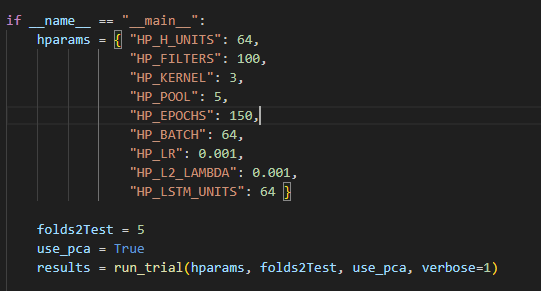 if __name__ == "__main__":
    hparams = { "HP_H_UNITS": 64,
                "HP_FILTERS": 100,
                "HP_KERNEL": 3,
                "HP_POOL": 5,
                "HP_EPOCHS": 150,
                "HP_BATCH": 64,
                "HP_LR": 0.001,
                "HP_L2_LAMBDA": 0.001,
                "HP_LSTM_UNITS": 64 }
    folds2Test = 5
    use_pca = True
    results = run_trial(hparams, folds2Test, use_pca, verbose=1)